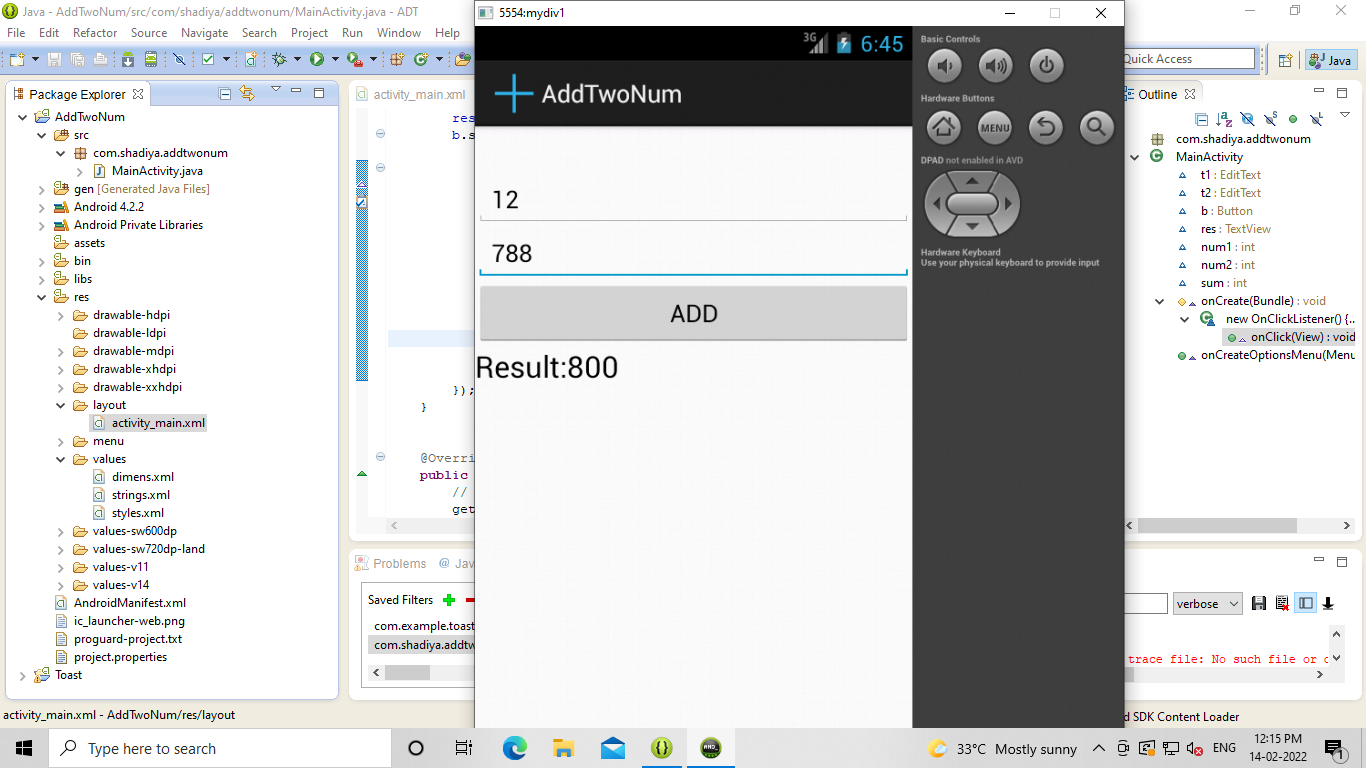 Java - AddTwoNum/src/com/shadiya/addtwonum/MainActivity.java - ADT
File Edit Refactor Source Navigate Search Project Run Window Help
Quick Access
Java
Package Explorer
AddTwoNum
src
com.shadiya.addtwonum
MainActivity.java
gen [Generated Java Files]
Android 4.2.2
Android Private Libraries
assets
bin
libs
res
drawable-hdpi
drawable-ldpi
drawable-mdpi
drawable-xhdpi
drawable-xxhdpi
layout
activity_main.xml
menu
values
dimens.xml
strings.xml
styles.xml
values-sw600dp
values-sw720dp-land
values-v11
values-v14
AndroidManifest.xml
ic_launcher-web.png
proguard-project.txt
project.properties
Toast
activity_main.xml
res
b.s
});
}
@Overri
public
//
get
Problems @ Jav
Saved Filters
com.example.toast
com.shadiya.addtw
5554:mydiv1
3G 6:45
AddTwoNum
12
788
ADD
Result:800
Basic Controls
Hardware Buttons
MENU
DPAD not enabled in AVD
Hardware Keyboard
Use your physical keyboard to provide input
Outline
com.shadiya.addtwonum
MainActivity
t1 : EditText
t2 : EditText
b : Button
res : TextView
num1 : int
num2 : int
sum : int
onCreate(Bundle) : void
new OnClickListener() {...
onClick(View) : void
onCreateOptionsMenu(Menu
verbose
trace file: No such file or
activity_main.xml - AddTwoNum/res/layout
d SDK Content Loader
Type here to search
33°C Mostly sunny
ENG
12:15 PM
14-02-2022
1